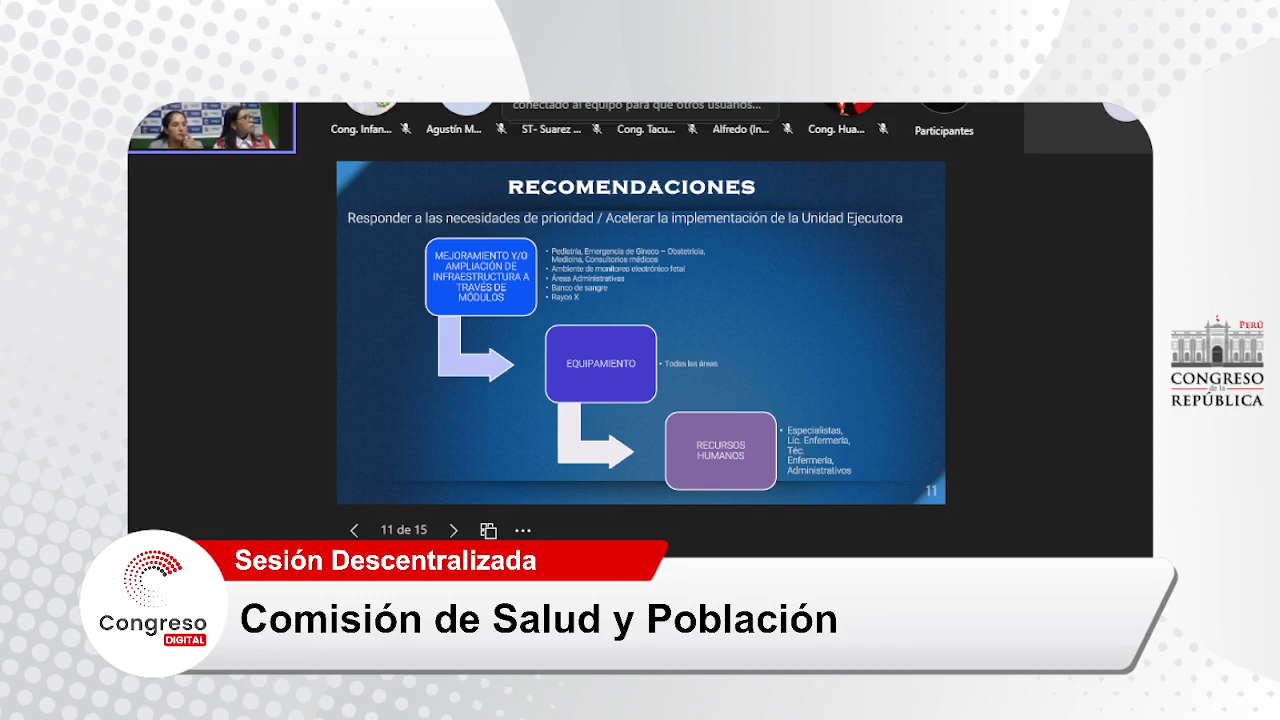 conectado al equipo para que otros usuarios...
Cong. Infan...
Agustín M...
ST- Suarez ...
Cong. Tacu...
Alfredo (In...
Cong. Hua...
Participantes
RECOMENDACIONES
Responder a las necesidades de prioridad / Acelerar la implementación de la Unidad Ejecutora
MEJORAMIENTO Y/O
AMPLIACIÓN DE
INFRAESTRUCTURA A
TRAVÉS DE
MÓDULOS
• Pediatría, Emergencia de Gineco – Obstetricia,
Medicina, Consultorios médicos
• Ambiente de monitoreo electrónico fetal
• Áreas Administrativas
• Banco de sangre
• Rayos X
EQUIPAMIENTO
• Todas las áreas
RECURSOS
HUMANOS
• Especialistas,
Lic. Enfermería,
Téc.
Enfermería,
Administrativos
11
11 de 15
PERÚ
CONGRESO
de la
REPÚBLICA
Sesión Descentralizada
Comisión de Salud y Población
Congreso
DIGITAL